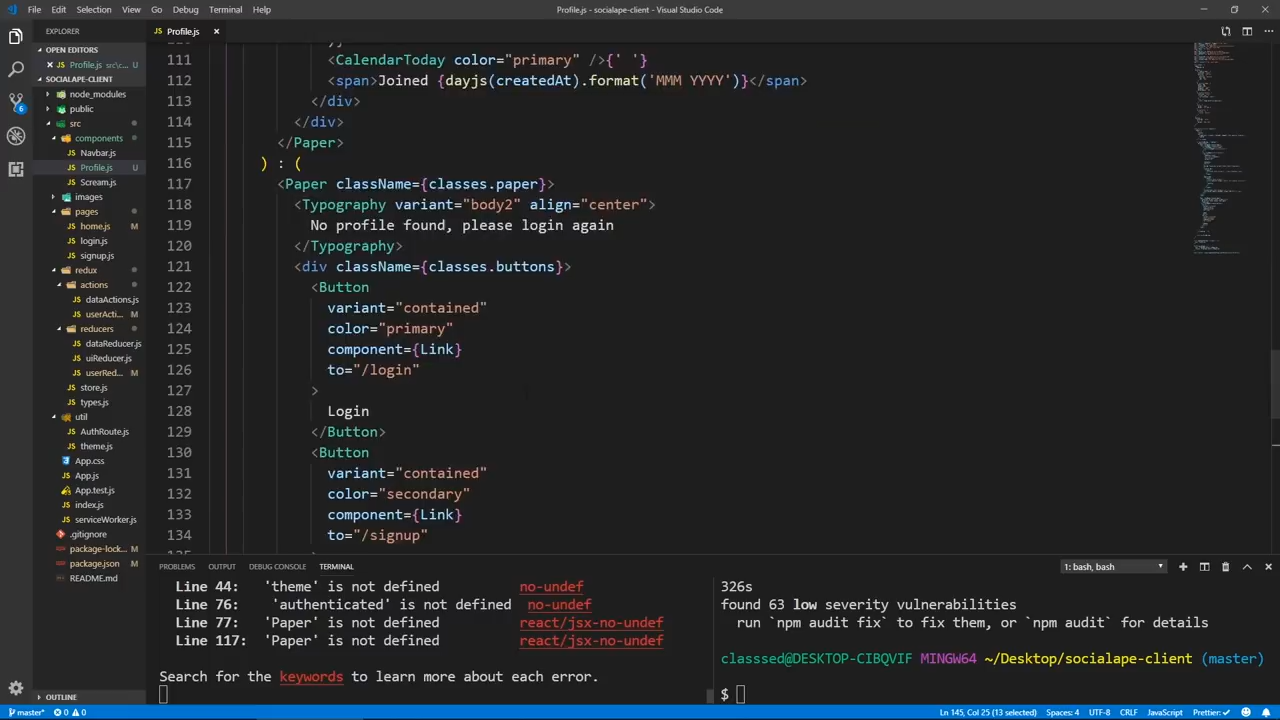 File Edit Selection View Go Debug Terminal Help
Profile.js - socialape-client - Visual Studio Code
EXPLORER
OPEN EDITORS
Profile.js src\c...
U
SOCIALAPE-CLIENT
node_modules
public
src
components
Navbar.js
Profile.js U
Scream.js
images
pages
home.js M
login.js
signup.js
redux
actions
dataActions.js
userActi... M
reducers
dataReducer.js
uiReducer.js
userRed... M
store.js
types.js
util
AuthRoute.js
theme.js
App.css
App.js
App.test.js
index.js
serviceWorker.js
.gitignore
package-lock... M
package.json M
README.md
OUTLINE
Profile.js
111 <CalendarToday color="primary" />{' '}
112 <span>Joined {dayjs(createdAt).format('MMM YYYY')}</span>
113 </div>
114 </div>
115 </Paper>
116 ) : (
117 <Paper className={classes.paper}>
118 <Typography variant="body2" align="center">
119 No profile found, please login again
120 </Typography>
121 <div className={classes.buttons}>
122 <Button
123 variant="contained"
124 color="primary"
125 component={Link}
126 to="/login"
127 >
128 Login
129 </Button>
130 <Button
131 variant="contained"
132 color="secondary"
133 component={Link}
134 to="/signup"
PROBLEMS OUTPUT DEBUG CONSOLE TERMINAL
1: bash, bash
Line 44: 'theme' is not defined no-undef
Line 76: 'authenticated' is not defined no-undef
Line 77: 'Paper' is not defined react/jsx-no-undef
Line 117: 'Paper' is not defined react/jsx-no-undef
Search for the keywords to learn more about each error.
326s
found 63 low severity vulnerabilities
run `npm audit fix` to fix them, or `npm audit` for details
classsed@DESKTOP-CIBQVIF MINGW64 ~/Desktop/socialape-client (master)
$
master* 0 0
Ln 145, Col 25 (13 selected) Spaces: 4 UTF-8 CRLF JavaScript Prettier: ✓